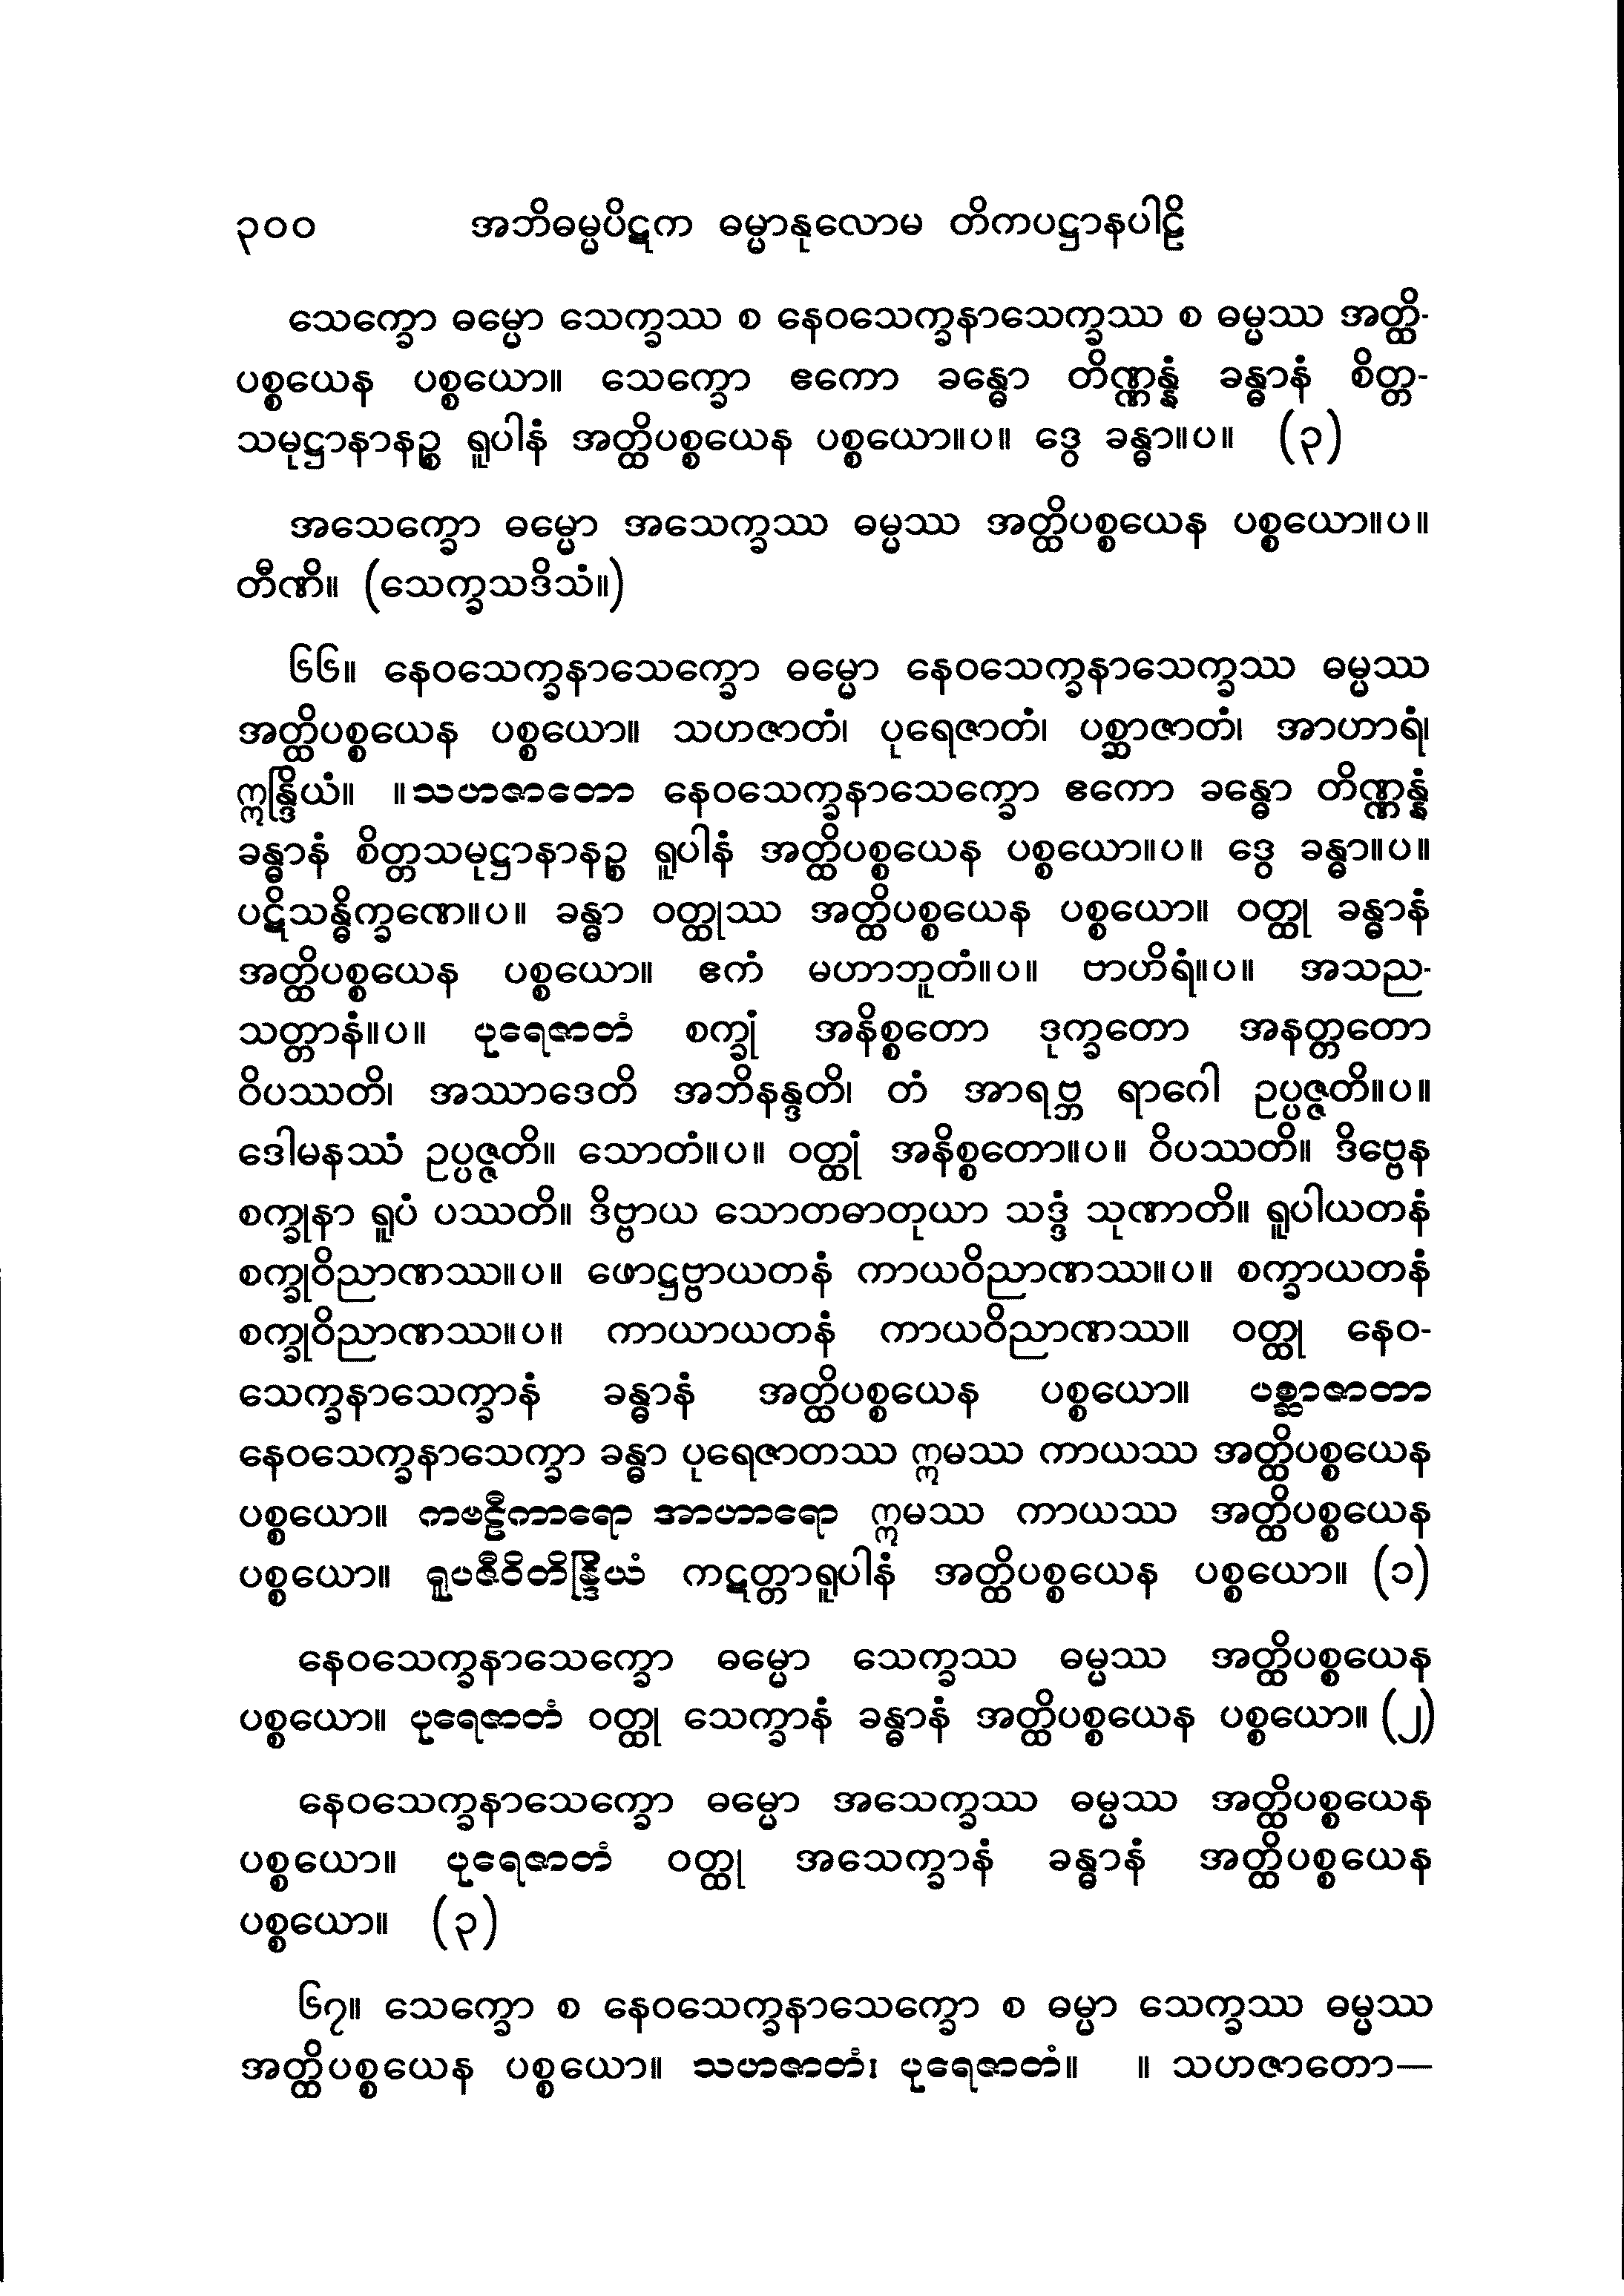 ၃၀၀ အဘိဓမ္မပိဋက ဓမ္မာနုလောမ တိကပဋ္ဌာနပါဠိ
သေက္ခော ဓမ္မော သေက္ခဿ စ နေဝသေက္ခနာသေက္ခဿ စ ဓမ္မဿ အတ္ထိ-
ပစ္စယေန ပစ္စယော။ သေက္ခော ဧကော ခန္ဓော တိဏ္ဏန္နံ ခန္ဓာနံ စိတ္တ-
သမုဋ္ဌာနာနဉ္စ ရူပါနံ အတ္ထိပစ္စယေန ပစ္စယော။ပ။ ဒွေ ခန္ဓာ။ပ။ (၃)
အသေက္ခော ဓမ္မော အသေက္ခဿ ဓမ္မဿ အတ္ထိပစ္စယေန ပစ္စယော။ပ။
တီဏိ။ (သေက္ခသဒိသံ။)
၆၆။ နေဝသေက္ခနာသေက္ခော ဓမ္မော နေဝသေက္ခနာသေက္ခဿ ဓမ္မဿ
အတ္ထိပစ္စယေန ပစ္စယော။ သဟဇာတံ၊ ပုရေဇာတံ၊ ပစ္ဆာဇာတံ၊ အာဟာရံ၊
ဣန္ဒြိယံ။ ။သဟဇာတော နေဝသေက္ခနာသေက္ခော ဧကော ခန္ဓော တိဏ္ဏန္နံ
ခန္ဓာနံ စိတ္တသမုဋ္ဌာနာနဉ္စ ရူပါနံ အတ္ထိပစ္စယေန ပစ္စယော။ပ။ ဒွေ ခန္ဓာ။ပ။
ပဋိသန္ဓိက္ခဏေ။ပ။ ခန္ဓာ ဝတ္ထုဿ အတ္ထိပစ္စယေန ပစ္စယော။ ဝတ္ထု ခန္ဓာနံ
အတ္ထိပစ္စယေန ပစ္စယော။ ဧကံ မဟာဘူတံ။ပ။ ဗာဟိရံ။ပ။ အသည-
သတ္တာနံ။ပ။ ပုရေဇာတံ စက္ခုံ အနိစ္စတော ဒုက္ခတော အနတ္တတော
ဝိပဿတိ၊ အဿာဒေတိ အဘိနန္ဒတိ၊ တံ အာရဗ္ဘ ရာဂေါ ဥပ္ပဇ္ဇတိ။ပ။
ဒေါမနဿံ ဥပ္ပဇ္ဇတိ။ သောတံ။ပ။ ဝတ္ထုံ အနိစ္စတော။ပ။ ဝိပဿတိ။ ဒိဗ္ဗေန
စက္ခုနာ ရူပံ ပဿတိ။ ဒိဗ္ဗာယ သောတဓာတုယာ သဒ္ဒံ သုဏာတိ။ ရူပါယတနံ
စက္ခုဝိညာဏဿ။ပ။ ဖောဋ္ဌဗ္ဗာယတနံ ကာယဝိညာဏဿ။ပ။ စက္ခာယတနံ
စက္ခုဝိညာဏဿ။ပ။ ကာယာယတနံ ကာယဝိညာဏဿ။ ဝတ္ထု နေဝ-
သေက္ခနာသေက္ခာနံ ခန္ဓာနံ အတ္ထိပစ္စယေန ပစ္စယော။ ပစ္ဆာဇာတာ
နေဝသေက္ခနာသေက္ခာ ခန္ဓာ ပုရေဇာတဿ ဣမဿ ကာယဿ အတ္ထိပစ္စယေန
ပစ္စယော။ ကဗဠီကာရော အာဟာရော ဣမဿ ကာယဿ အတ္ထိပစ္စယေန
ပစ္စယော။ ရူပဇီဝိတိန္ဒြိယံ ကဋတ္တာရူပါနံ အတ္ထိပစ္စယေန ပစ္စယော။ (၁)
နေဝသေက္ခနာသေက္ခော ဓမ္မော သေက္ခဿ ဓမ္မဿ အတ္ထိပစ္စယေန
ပစ္စယော။ ပုရေဇာတံ ဝတ္ထု သေက္ခာနံ ခန္ဓာနံ အတ္ထိပစ္စယေန ပစ္စယော။ (၂)
နေဝသေက္ခနာသေက္ခော ဓမ္မော အသေက္ခဿ ဓမ္မဿ အတ္ထိပစ္စယေန
ပစ္စယော။ ပုရေဇာတံ ဝတ္ထု အသေက္ခာနံ ခန္ဓာနံ အတ္ထိပစ္စယေန
ပစ္စယော။ (၃)
၆၇။ သေက္ခော စ နေဝသေက္ခနာသေက္ခော စ ဓမ္မာ သေက္ခဿ ဓမ္မဿ
အတ္ထိပစ္စယေန ပစ္စယော။ သဟဇာတံ၊ ပုရေဇာတံ။ ။ သဟဇာတော—